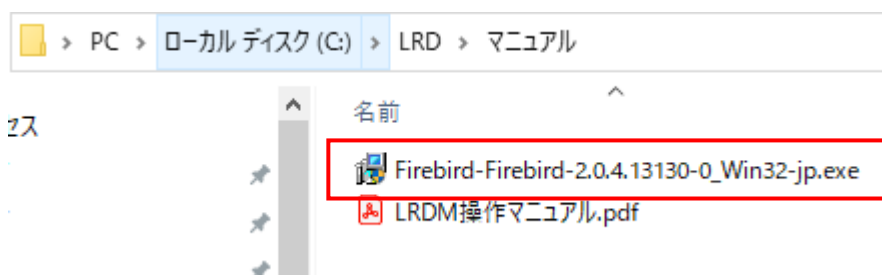 PC > ローカル ディスク (C:) > LRD > マニュアル
名前
セス
Firebird-Firebird-2.0.4.13130-0_Win32-jp.exe
LRDM操作マニュアル.pdf